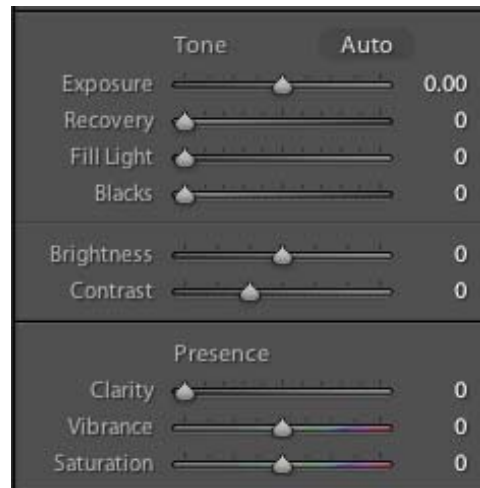 Tone Auto
Exposure 0.00
Recovery 0
Fill Light 0
Blacks 0
Brightness 0
Contrast 0
Presence
Clarity 0
Vibrance 0
Saturation 0